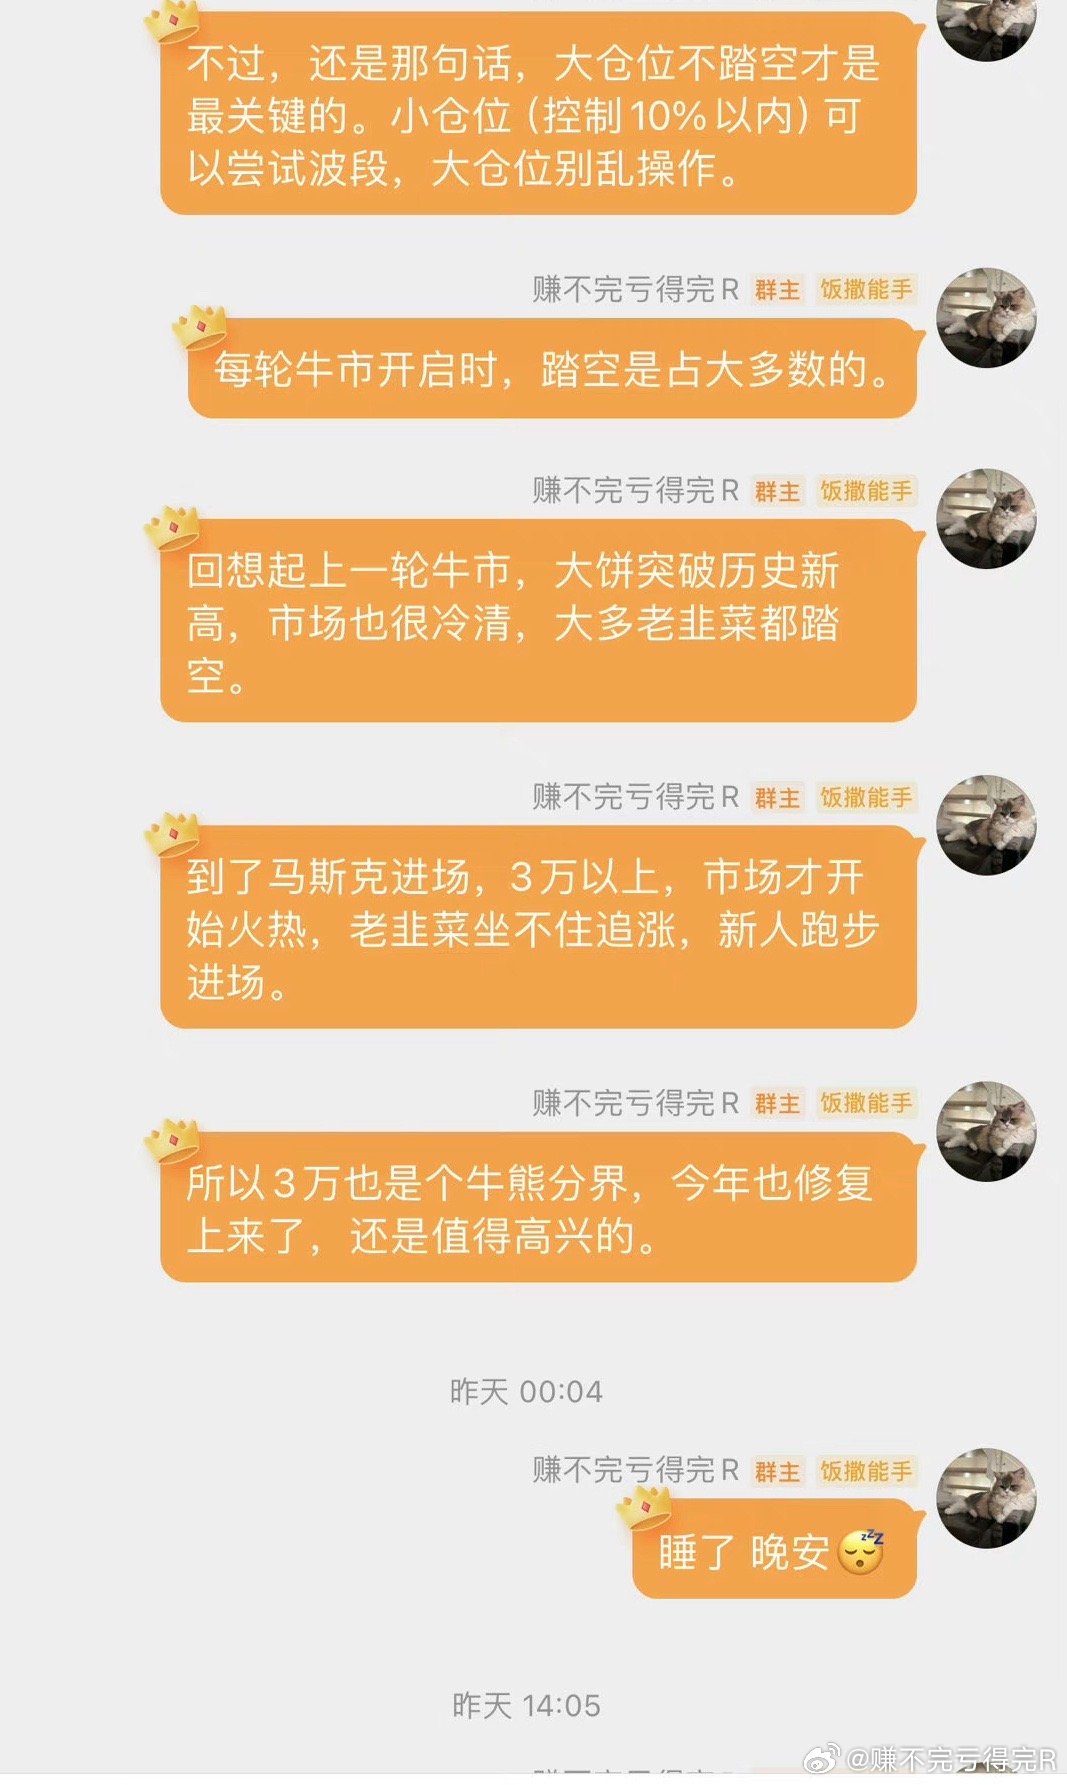 不过，还是那句话，大仓位不踏空才是
最关键的。小仓位（控制10%以内）可
以尝试波段，大仓位别乱操作。
赚不完亏得完R 群主 饭撒能手
每轮牛市开启时，踏空是占大多数的。
赚不完亏得完R 群主 饭撒能手
回想起上一轮牛市，大饼突破历史新
高，市场也很冷清，大多老韭菜都踏
空。
赚不完亏得完R 群主 饭撒能手
到了马斯克进场，3万以上，市场才开
始火热，老韭菜坐不住追涨，新人跑步
进场。
赚不完亏得完R 群主 饭撒能手
所以3万也是个牛熊分界，今年也修复
上来了，还是值得高兴的。
昨天 00:04
赚不完亏得完R 群主 饭撒能手
睡了 晚安😴
昨天 14:05
@赚不完亏得完R